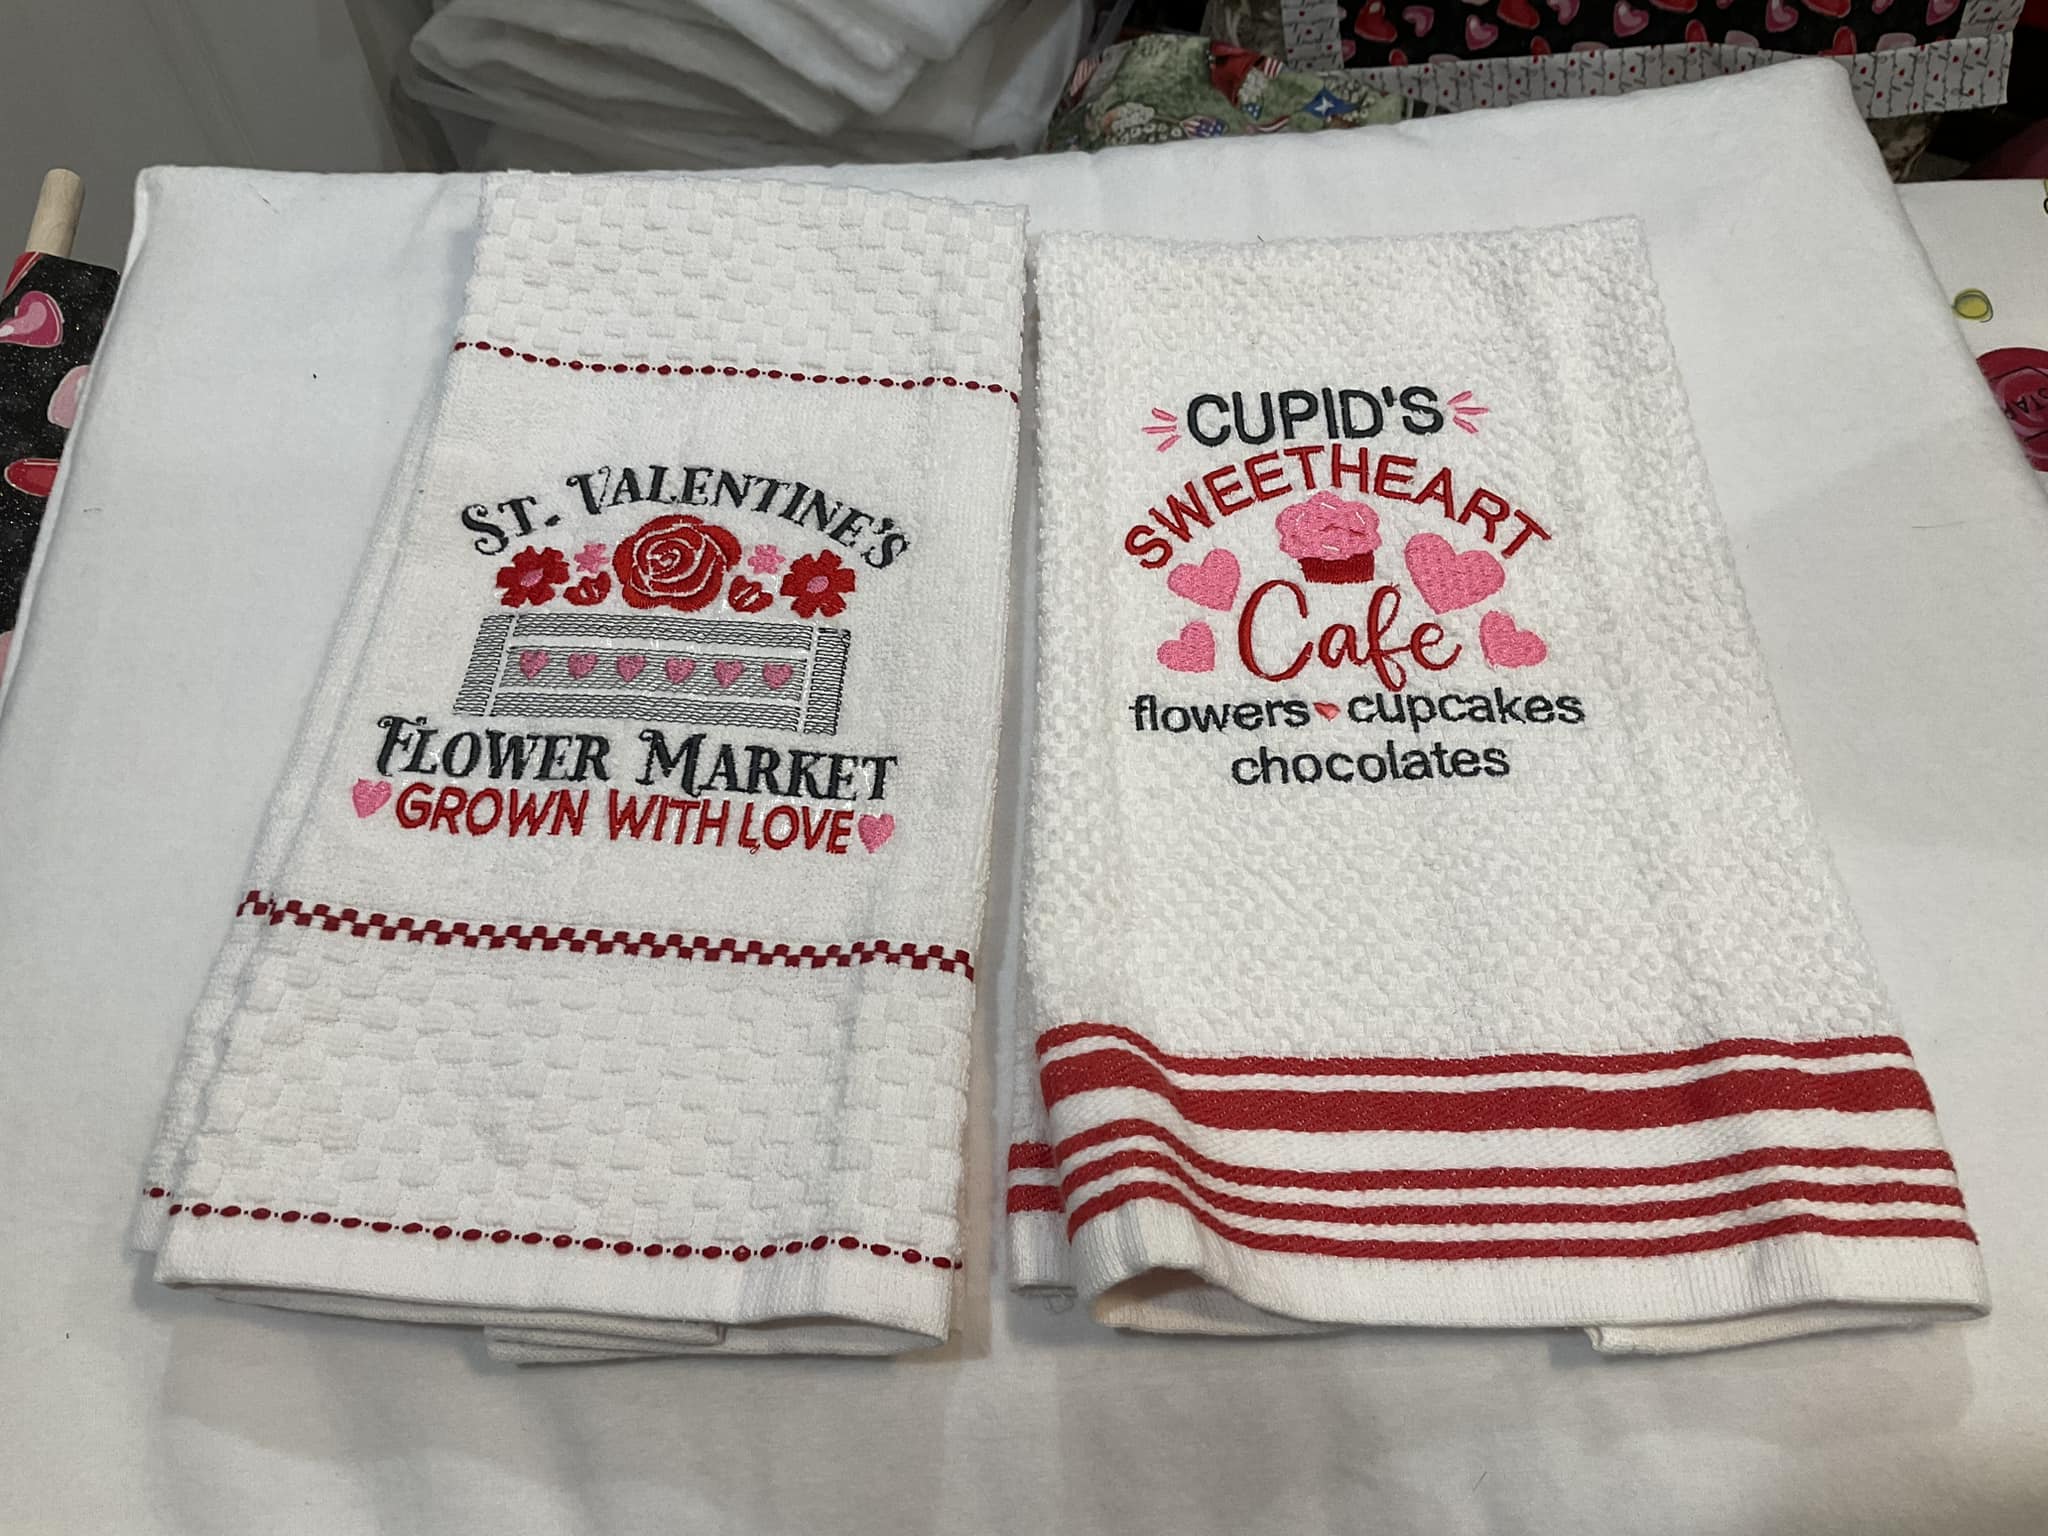 St. Valentine's
Flower Market
GROWN WITH LOVE
CUPID'S
SWEETHEART
Cafe
flowers cupcakes
chocolates